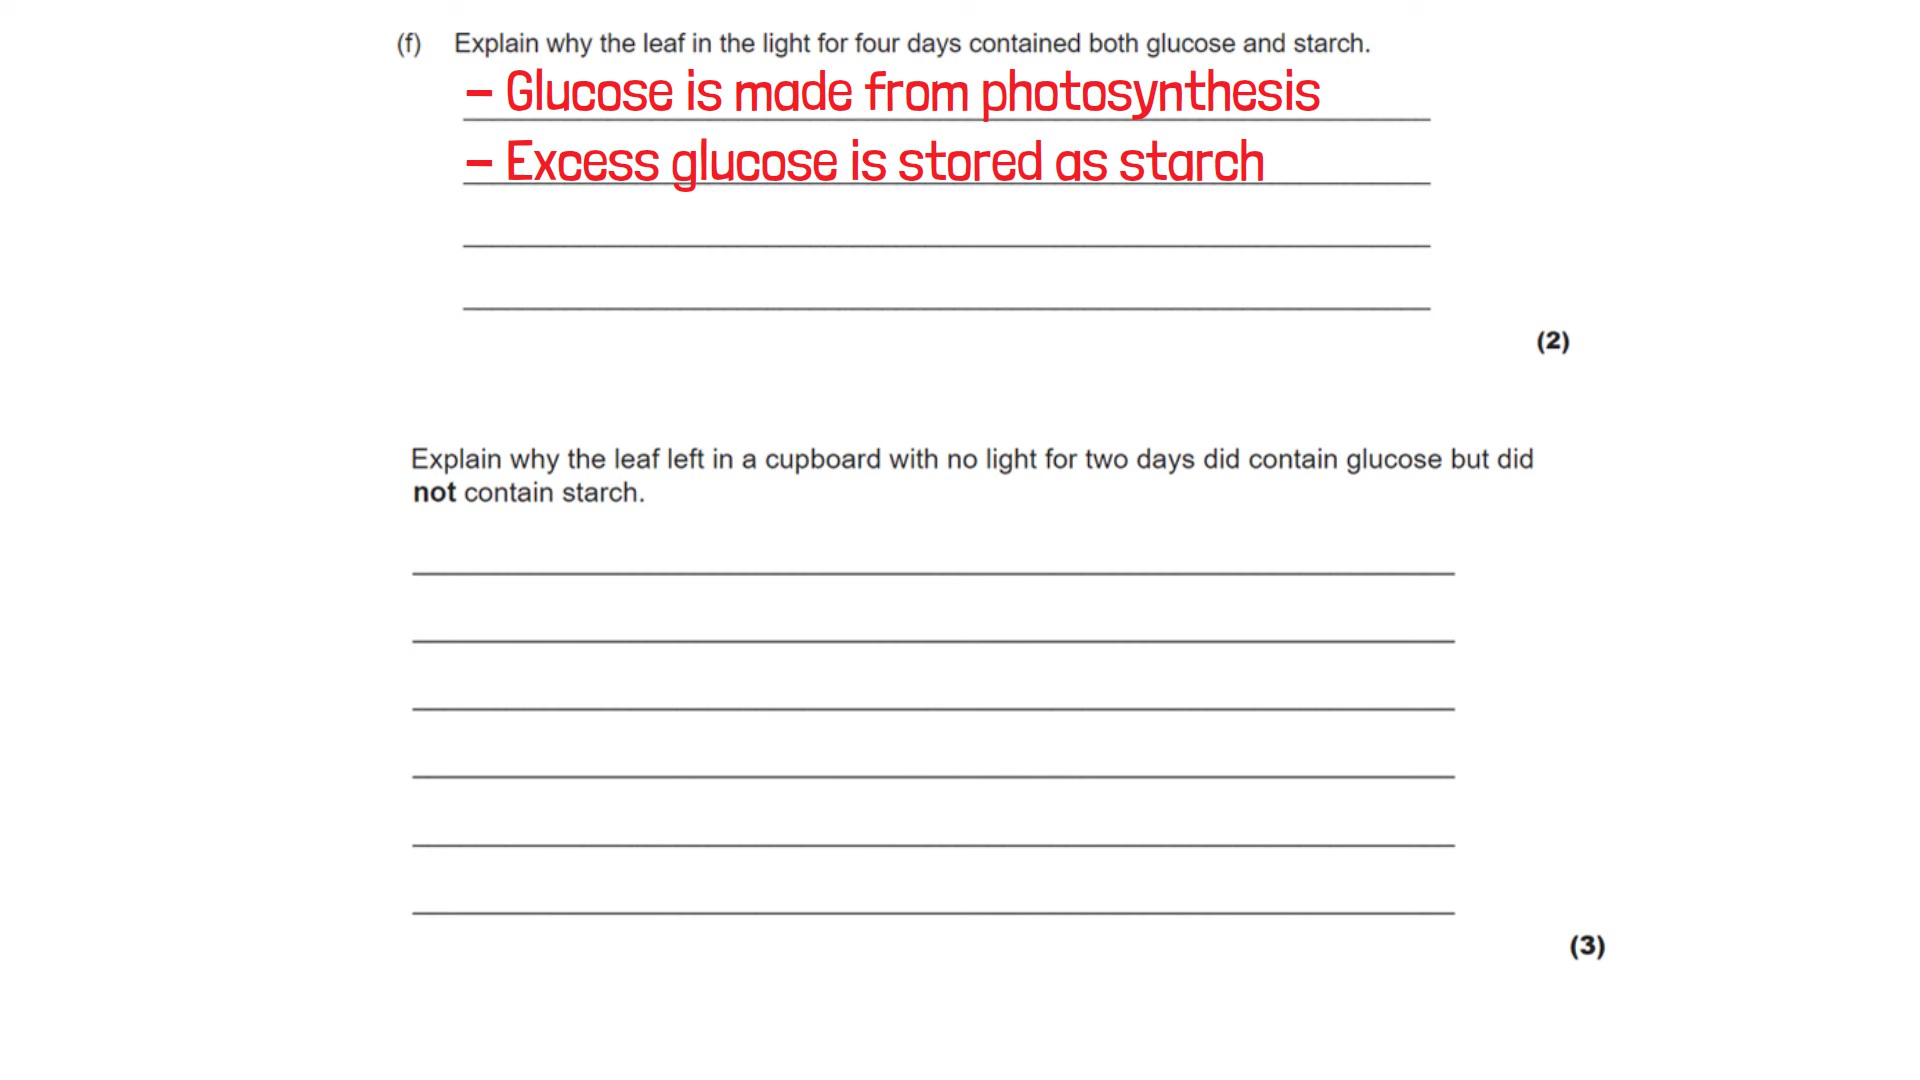 (f) Explain why the leaf in the light for four days contained both glucose and starch.
– Glucose is made from photosynthesis
– Excess glucose is stored as starch
(2)
Explain why the leaf left in a cupboard with no light for two days did contain glucose but did
not contain starch.
(3)